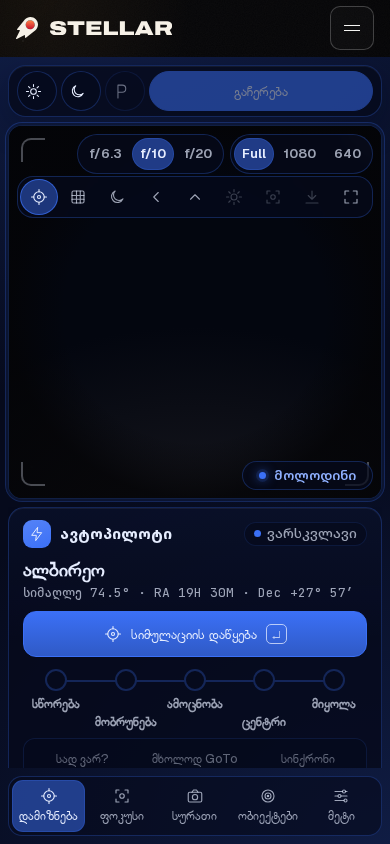 STELLAR
P გაჩერება
f/6.3 f/10 f/20 Full 1080 640
მოლოდინი
ავტოპილოტი ვარსკვლავი
ალბირეო
სიმაღლე 74.5° · RA 19H 30M · Dec +27° 57′
სიმულაციის დაწყება
სწორება ამოცნობა მიყოლა
მობრუნება ცენტრი
სად ვარ? მხოლოდ GoTo სინქრონი
დამიზნება ფოკუსი სურათი ობიექტები მეტი